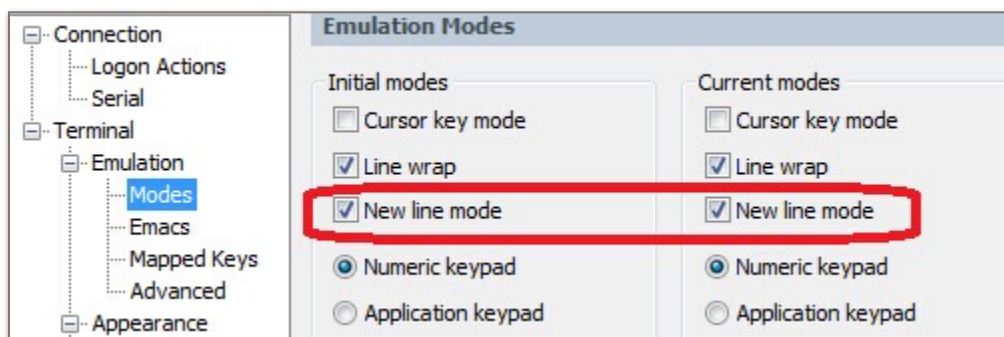 Connection
Logon Actions
Serial
Terminal
Emulation
Modes
Emacs
Mapped Keys
Advanced
Appearance
Emulation Modes
Initial modes
Cursor key mode
Line wrap
New line mode
Numeric keypad
Application keypad
Current modes
Cursor key mode
Line wrap
New line mode
Numeric keypad
Application keypad